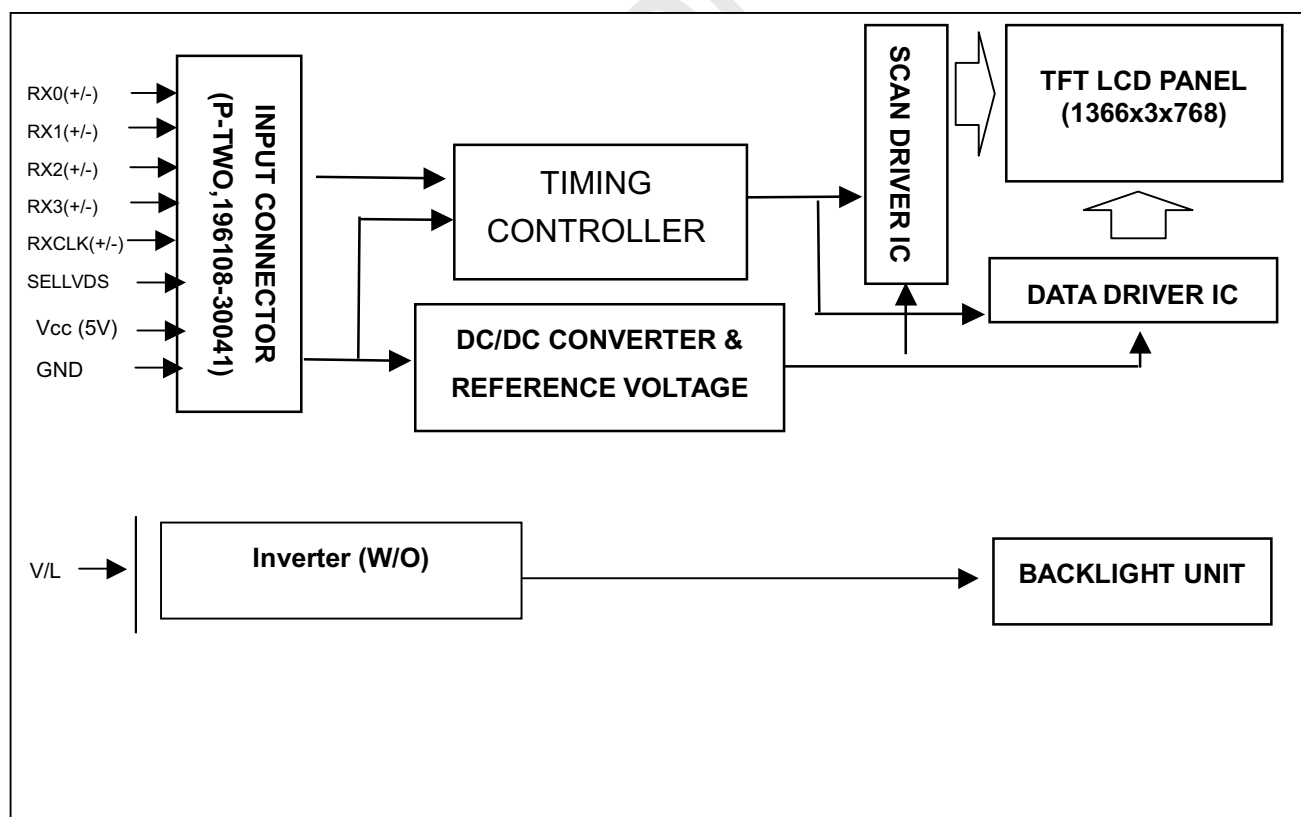 RX0(+/-)
RX1(+/-)
RX2(+/-)
RX3(+/-)
RXCLK(+/-)
SELLVDS
Vcc (5V)
GND
INPUT CONNECTOR
(P-TWO,196108-30041)
TIMING
CONTROLLER
DC/DC CONVERTER &
REFERENCE VOLTAGE
SCAN DRIVER IC
TFT LCD PANEL
(1366x3x768)
DATA DRIVER IC
V/L
Inverter (W/O)
BACKLIGHT UNIT